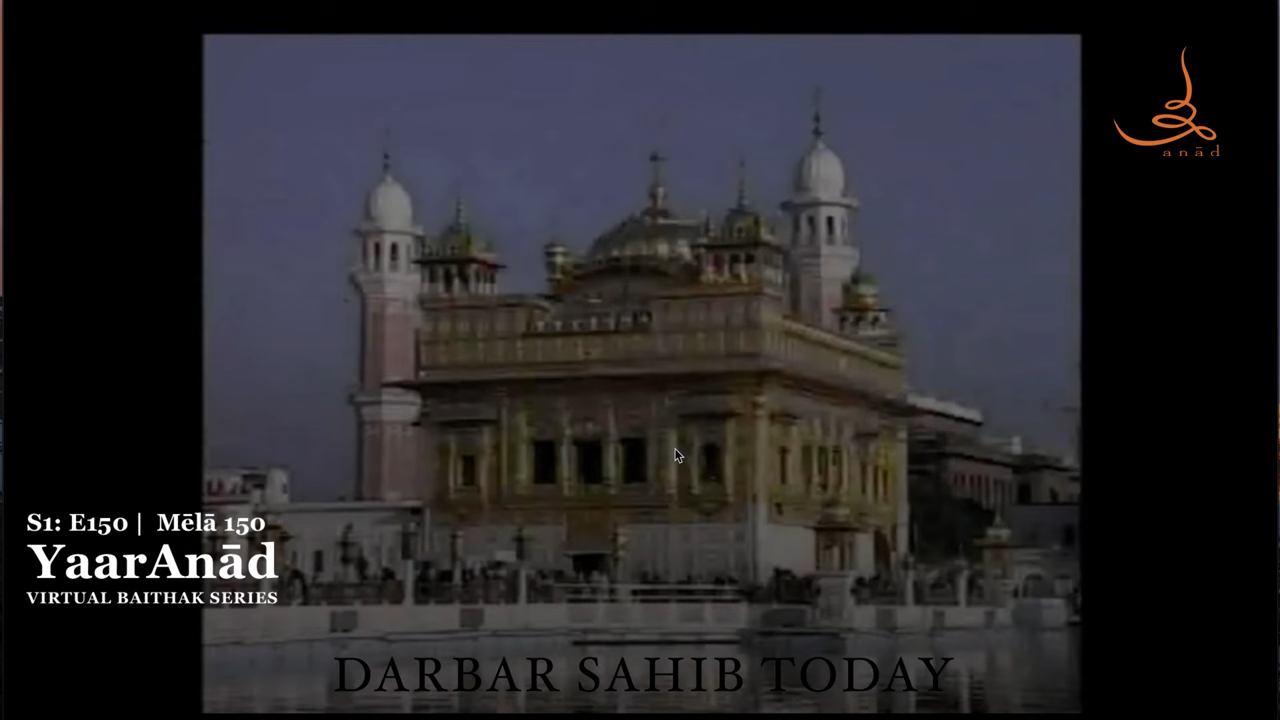 anād
S1: E150 | Mēlā 150
YaarAnād
VIRTUAL BAITHAK SERIES
DARBAR SAHIB TODAY